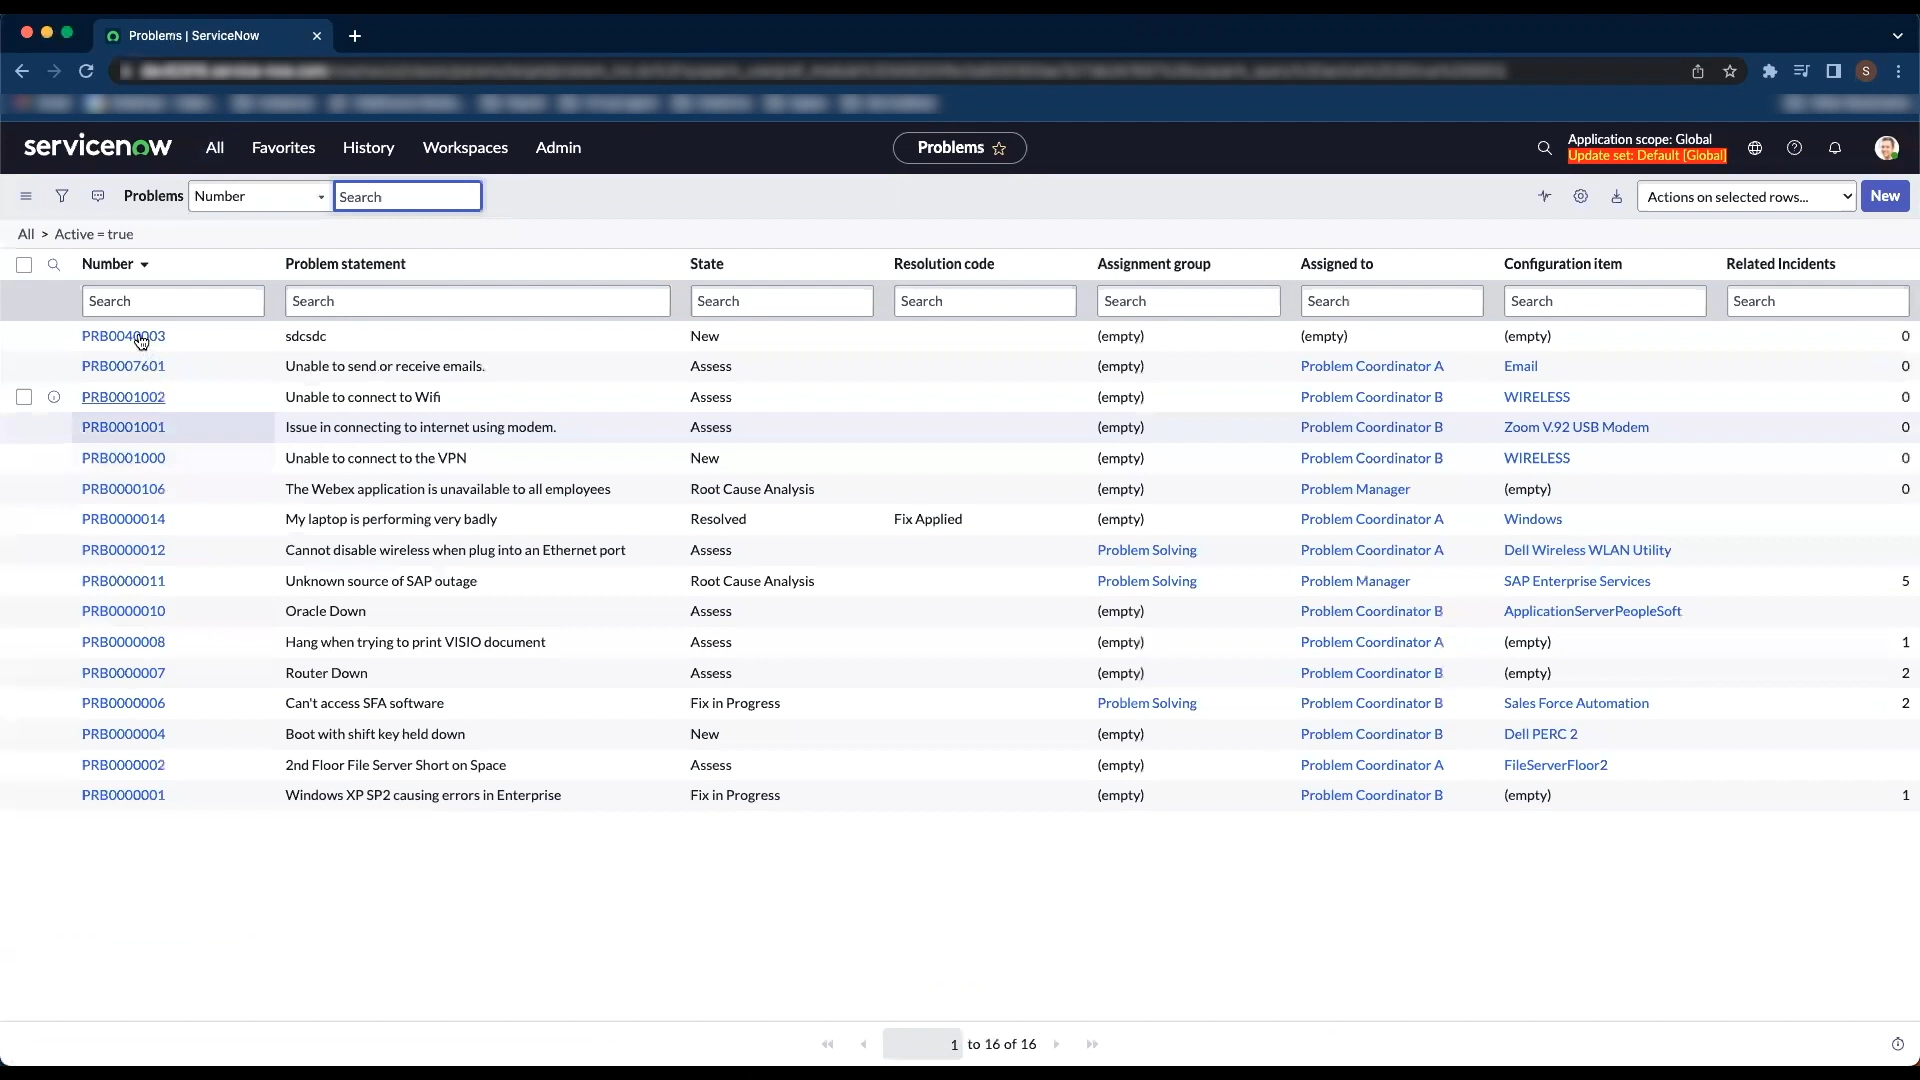 Problems | ServiceNow
S
servicenow All Favorites History Workspaces Admin Problems Application scope: Global
Update set: Default [Global]
Problems Number Search Actions on selected rows... New
All > Active = true
Number Problem statement State Resolution code Assignment group Assigned to Configuration item Related Incidents
Search Search Search Search Search Search Search Search
PRB0040003 sdcsdc New (empty) (empty) (empty) 0
PRB0007601 Unable to send or receive emails. Assess (empty) Problem Coordinator A Email 0
PRB0001002 Unable to connect to Wifi Assess (empty) Problem Coordinator B WIRELESS 0
PRB0001001 Issue in connecting to internet using modem. Assess (empty) Problem Coordinator B Zoom V.92 USB Modem 0
PRB0001000 Unable to connect to the VPN New (empty) Problem Coordinator B WIRELESS 0
PRB0000106 The Webex application is unavailable to all employees Root Cause Analysis (empty) Problem Manager (empty) 0
PRB0000014 My laptop is performing very badly Resolved Fix Applied (empty) Problem Coordinator A Windows
PRB0000012 Cannot disable wireless when plug into an Ethernet port Assess Problem Solving Problem Coordinator A Dell Wireless WLAN Utility
PRB0000011 Unknown source of SAP outage Root Cause Analysis Problem Solving Problem Manager SAP Enterprise Services 5
PRB0000010 Oracle Down Assess (empty) Problem Coordinator B ApplicationServerPeopleSoft
PRB0000008 Hang when trying to print VISIO document Assess (empty) Problem Coordinator A (empty) 1
PRB0000007 Router Down Assess (empty) Problem Coordinator B (empty) 2
PRB0000006 Can't access SFA software Fix in Progress Problem Solving Problem Coordinator B Sales Force Automation 2
PRB0000004 Boot with shift key held down New (empty) Problem Coordinator B Dell PERC 2
PRB0000002 2nd Floor File Server Short on Space Assess (empty) Problem Coordinator A FileServerFloor2
PRB0000001 Windows XP SP2 causing errors in Enterprise Fix in Progress (empty) Problem Coordinator B (empty) 1
1 to 16 of 16